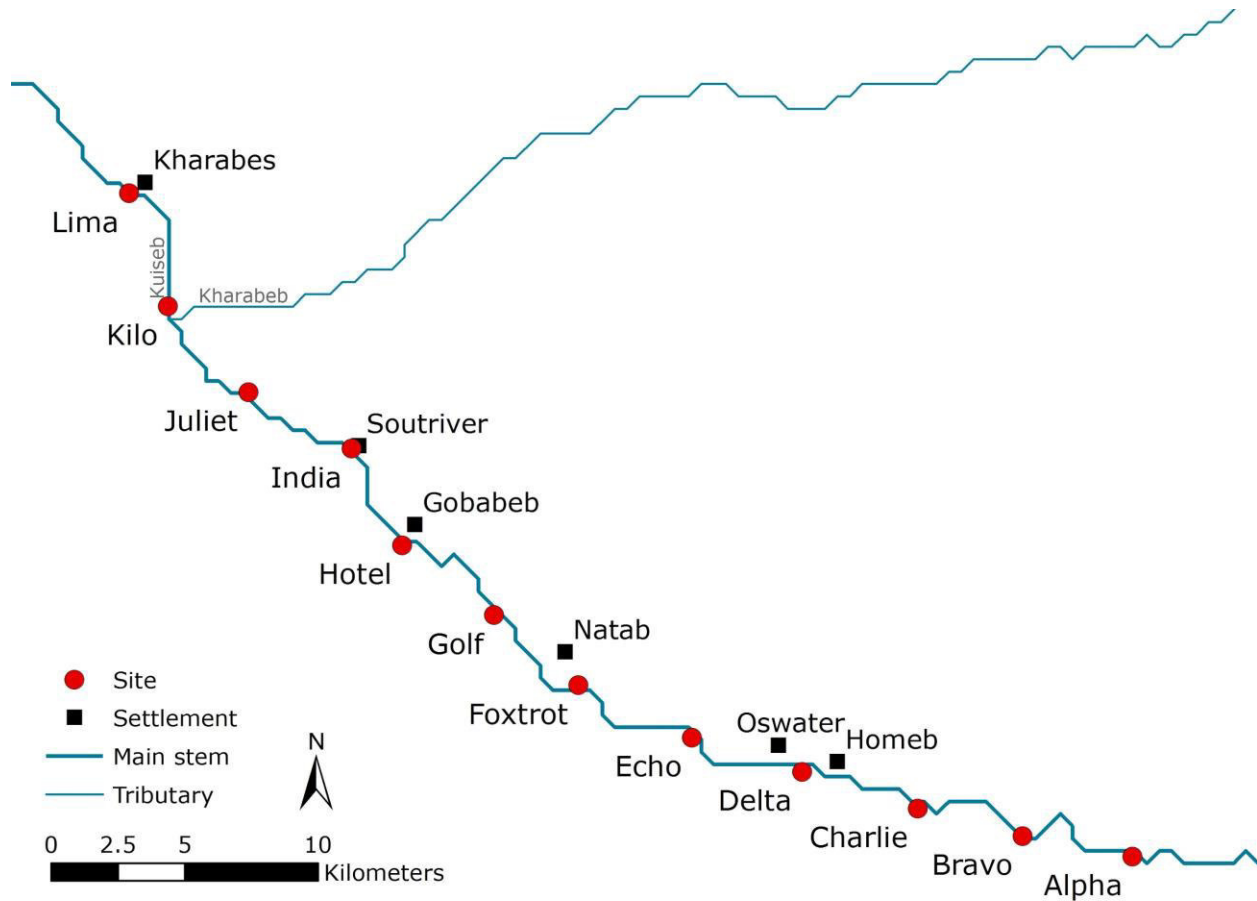 Kharabes
Lima
Kuiseb
Kharabeb
Kilo
Juliet
Soutriver
India
Gobabeb
Hotel
Golf
Natab
Foxtrot
Oswater
Homeb
Echo
Delta
Charlie
Bravo
Alpha
Site
Settlement
Main stem
Tributary
N
0 2.5 5 10
Kilometers